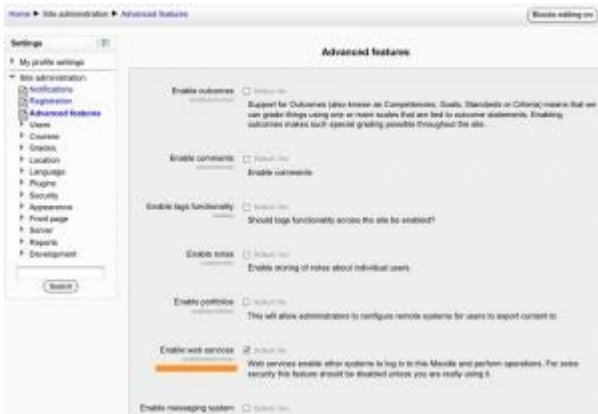 Home ► Site administration ► Advanced features
Blocks editing on
Settings
Advanced features
My profile settings
Site administration
Notifications
Registration
Advanced features
Users
Courses
Grades
Location
Language
Plugins
Security
Appearance
Front page
Server
Reports
Development
Search
Enable outcomes
Support for Outcomes (also known as Competencies, Goals, Standards or Criteria) means that we
can grade things using one or more scales that are tied to outcome statements. Enabling
outcomes makes such special grading possible throughout the site.
Enable comments
Enable comments
Enable tags functionality
Should tags functionality across the site be enabled?
Enable notes
Enable storing of notes about individual users.
Enable portfolios
This will allow administrators to configure remote systems for users to export content to
Enable web services
Web services enable other systems to log in to this Moodle and perform operations. For extra
security this feature should be disabled unless you are really using it.
Enable messaging system